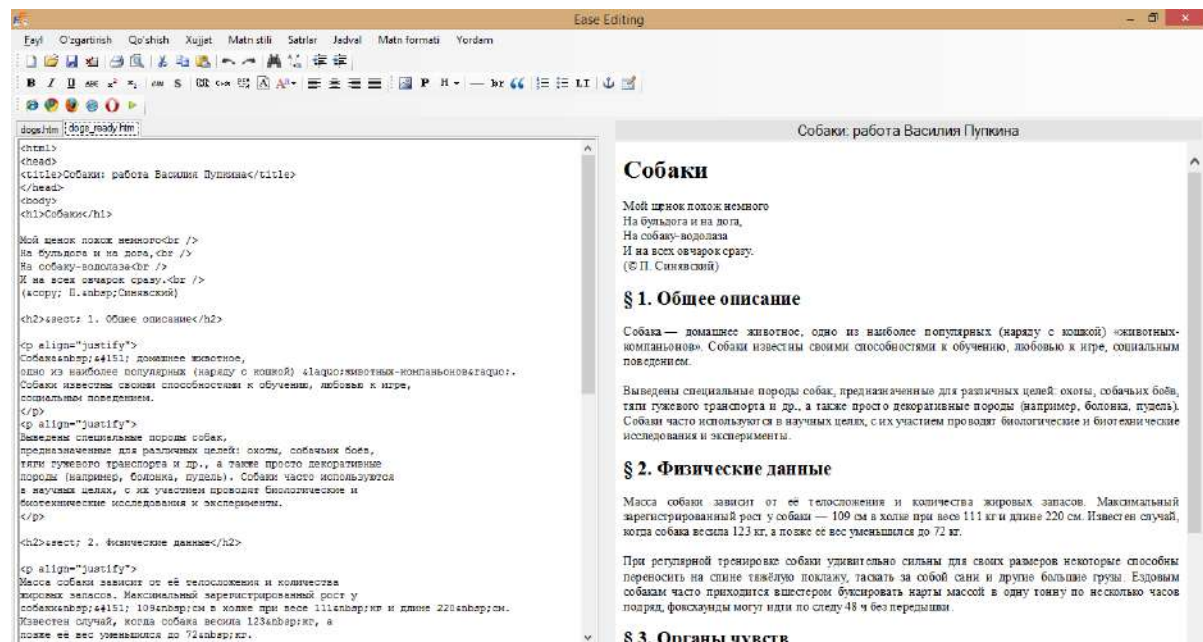 Ease Editing
Fayl O'zgartirish Qo'shish Xujjat Matn stili Satrlar Jadval Matn formati Yordam
dogs.htm dogs_ready.htm
Собаки: работа Василия Пупкина
<html>
<head>
<title>Собаки: работа Василия Пупкина</title>
</head>
<body>
<h1>Собаки</h1>
Мой щенок похож немного<br />
На бульдога и на дога,<br />
На собаку-водолаза<br />
И на всех овчарок сразу.<br />
(&copy; П.&nbsp;Синявский)
<h2>&sect; 1. Общее описание</h2>
<p align="justify">
Собака&nbsp;&#151; домашнее животное,
одно из наиболее популярных (наряду с кошкой) &laquo;животных-компаньонов&raquo;.
Собаки известны своими способностями к обучению, любовью к игре,
социальным поведением.
</p>
<p align="justify">
Выведены специальные породы собак,
предназначенные для различных целей: охоты, собачьих боёв,
тяги гужевого транспорта и др., а также просто декоративные
породы (например, болонка, пудель). Собаки часто используются
в научных целях, с их участием проводят биологические и
биотехнические исследования и эксперименты.
</p>
<h2>&sect; 2. Физические данные</h2>
<p align="justify">
Масса собаки зависит от её телосложения и количества
жировых запасов. Максимальный зарегистрированный рост у
собаки&nbsp;&#151; 109&nbsp;см в холке при весе 111&nbsp;кг и длине 220&nbsp;см.
Известен случай, когда собака весила 123&nbsp;кг, а
позже её вес уменьшился до 72&nbsp;кг.
Собаки
Мой щенок похож немного
На бульдога и на дога,
На собаку-водолаза
И на всех овчарок сразу.
(© П. Синявский)
§ 1. Общее описание
Собака — домашнее животное, одно из наиболее популярных (наряду с кошкой) «животных-
компаньонов». Собаки известны своими способностями к обучению, любовью к игре, социальным
поведением.
Выведены специальные породы собак, предназначенные для различных целей: охоты, собачьих боёв,
тяги гужевого транспорта и др., а также просто декоративные породы (например, болонка, пудель).
Собаки часто используются в научных целях, с их участием проводят биологические и биотехнические
исследования и эксперименты.
§ 2. Физические данные
Масса собаки зависит от её телосложения и количества жировых запасов. Максимальный
зарегистрированный рост у собаки — 109 см в холке при весе 111 кг и длине 220 см. Известен случай,
когда собака весила 123 кг, а позже её вес уменьшился до 72 кг.
При регулярной тренировке собаки удивительно сильны для своих размеров некоторые способны
переносить на спине тяжёлую поклажу, таскать за собой сани и другие большие грузы. Ездовым
собакам часто приходится вшестером буксировать нарты массой в одну тонну по несколько часов
подряд, фоксхаунды могут идти по следу 48 ч без передышки.
§ 3. Органы чувств